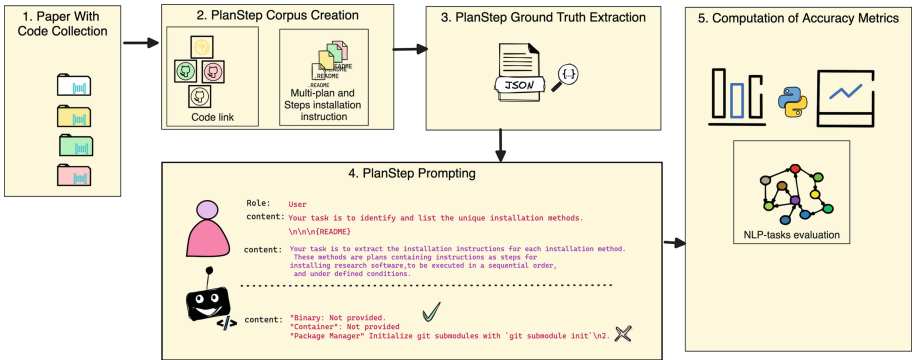 1. Paper With
Code Collection
2. PlanStep Corpus Creation
Code link
.README
.README
.README
.README
Multi-plan and
Steps installation
instruction
3. PlanStep Ground Truth Extraction
JSON
{...}
4. PlanStep Prompting
Role: User
content: Your task is to identify and list the unique installation methods.
\n\n\n{README}
content: Your task is to extract the installation instructions for each installation method.
These methods are plans containing instructions as steps for
installing research software,to be executed in a sequential order,
and under defined conditions.
</>
content: "Binary: Not provided.
"Container": Not provided
"Package Manager" Initialize git submodules with `git submodule init`\n2.
5. Computation of Accuracy Metrics
NLP-tasks evaluation